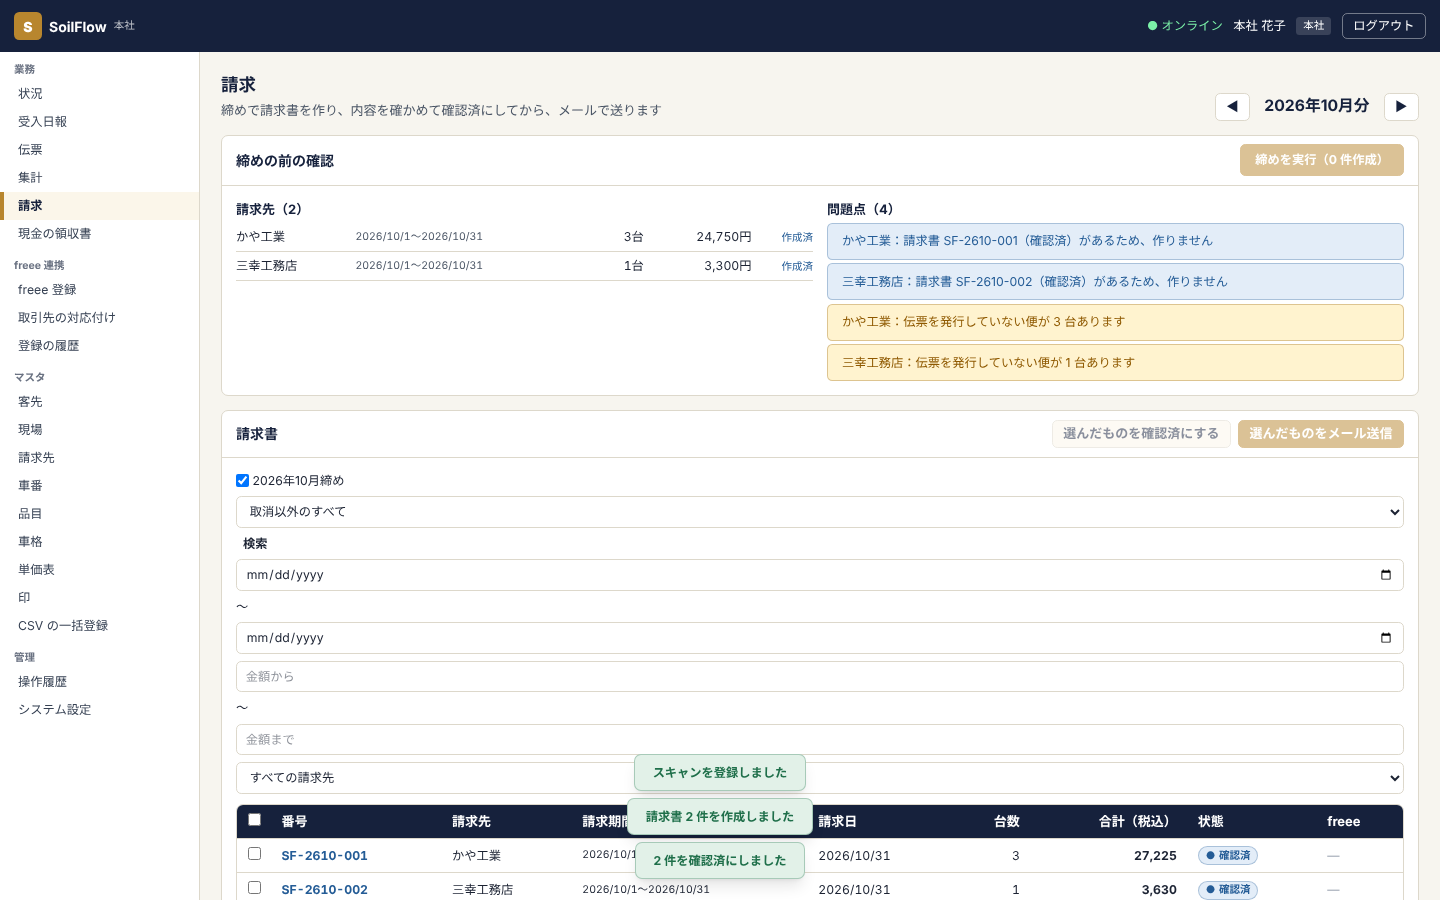 S SoilFlow 本社
オンライン 本社 花子 本社 ログアウト
業務
状況
受入日報
伝票
集計
請求
現金の領収書
freee 連携
freee 登録
取引先の対応付け
登録の履歴
マスタ
客先
現場
請求先
車番
品目
車格
単価表
印
CSV の一括登録
管理
操作履歴
システム設定
請求
締めで請求書を作り、内容を確かめて確認済にしてから、メールで送ります
◀ 2026年10月分 ▶
締めの前の確認
締めを実行（0 件作成）
請求先（2）
かや工業 2026/10/1〜2026/10/31 3台 24,750円 作成済
三幸工務店 2026/10/1〜2026/10/31 1台 3,300円 作成済
問題点（4）
かや工業：請求書 SF-2610-001（確認済）があるため、作りません
三幸工務店：請求書 SF-2610-002（確認済）があるため、作りません
かや工業：伝票を発行していない便が 3 台あります
三幸工務店：伝票を発行していない便が 1 台あります
請求書
選んだものを確認済にする 選んだものをメール送信
2026年10月締め
取消以外のすべて
検索
mm/dd/yyyy
〜
mm/dd/yyyy
金額から
〜
金額まで
すべての請求先
スキャンを登録しました
請求書 2 件を作成しました
2 件を確認済にしました
番号 請求先 請求期間 請求日 台数 合計（税込） 状態 freee
SF-2610-001 かや工業 2026/10/1 2026/10/31 3 27,225 確認済 —
SF-2610-002 三幸工務店 2026/10/1〜2026/10/31 2026/10/31 1 3,630 確認済 —